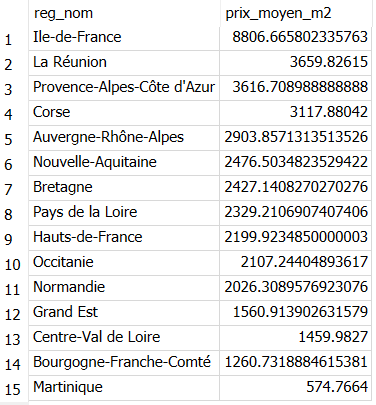 reg_nom prix_moyen_m2
1 Ile-de-France 8806.665802335763
2 La Réunion 3659.82615
3 Provence-Alpes-Côte d'Azur 3616.708988888888
4 Corse 3117.88042
5 Auvergne-Rhône-Alpes 2903.8571313513526
6 Nouvelle-Aquitaine 2476.5034823529422
7 Bretagne 2427.1408270270276
8 Pays de la Loire 2329.2106907407406
9 Hauts-de-France 2199.9234850000003
10 Occitanie 2107.24404893617
11 Normandie 2026.3089576923076
12 Grand Est 1560.913902631579
13 Centre-Val de Loire 1459.9827
14 Bourgogne-Franche-Comté 1260.7318884615381
15 Martinique 574.7664